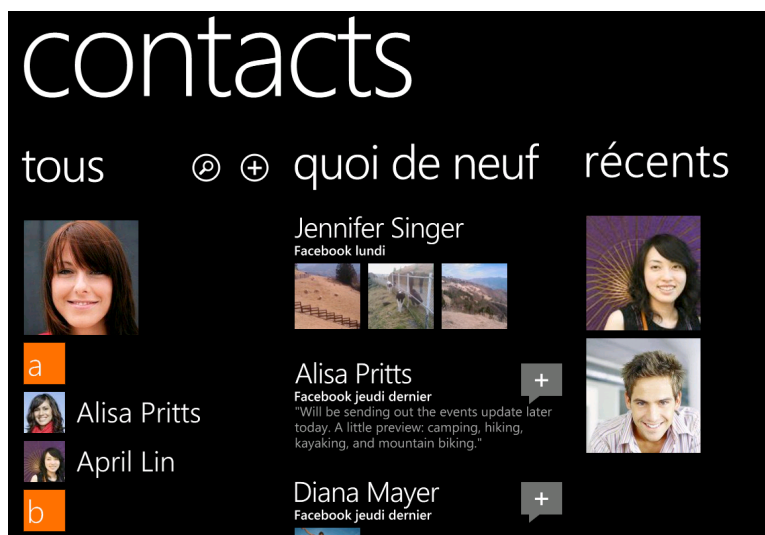 contacts
tous
quoi de neuf
récents
Jennifer Singer
Facebook lundi
a
Alisa Pritts
April Lin
b
Alisa Pritts
Facebook jeudi dernier
"Will be sending out the events update later
today. A little preview: camping, hiking,
kayaking, and mountain biking."
Diana Mayer
Facebook jeudi dernier